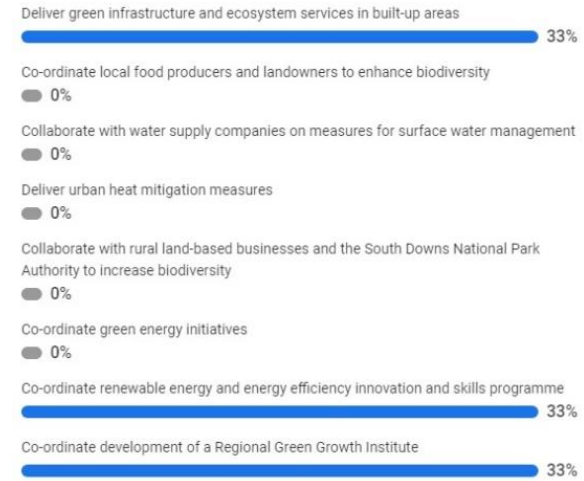 Deliver green infrastructure and ecosystem services in built-up areas
33%
Co-ordinate local food producers and landowners to enhance biodiversity
0%
Collaborate with water supply companies on measures for surface water management
0%
Deliver urban heat mitigation measures
0%
Collaborate with rural land-based businesses and the South Downs National Park
Authority to increase biodiversity
0%
Co-ordinate green energy initiatives
0%
Co-ordinate renewable energy and energy efficiency innovation and skills programme
33%
Co-ordinate development of a Regional Green Growth Institute
33%